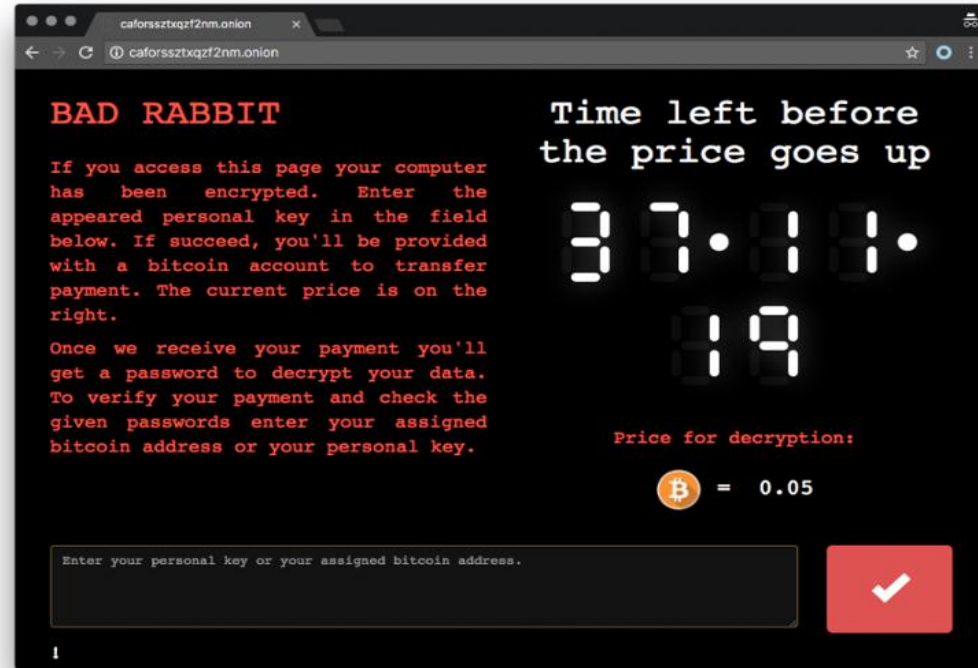 caforssztxqzf2nm.onion
caforssztxqzf2nm.onion
BAD RABBIT
If you access this page your computer
has been encrypted. Enter the
appeared personal key in the field
below. If succeed, you'll be provided
with a bitcoin account to transfer
payment. The current price is on the
right.
Once we receive your payment you'll
get a password to decrypt your data.
To verify your payment and check the
given passwords enter your assigned
bitcoin address or your personal key.
Time left before
the price goes up
37·11·
19
Price for decryption:
= 0.05
Enter your personal key or your assigned bitcoin address.
!